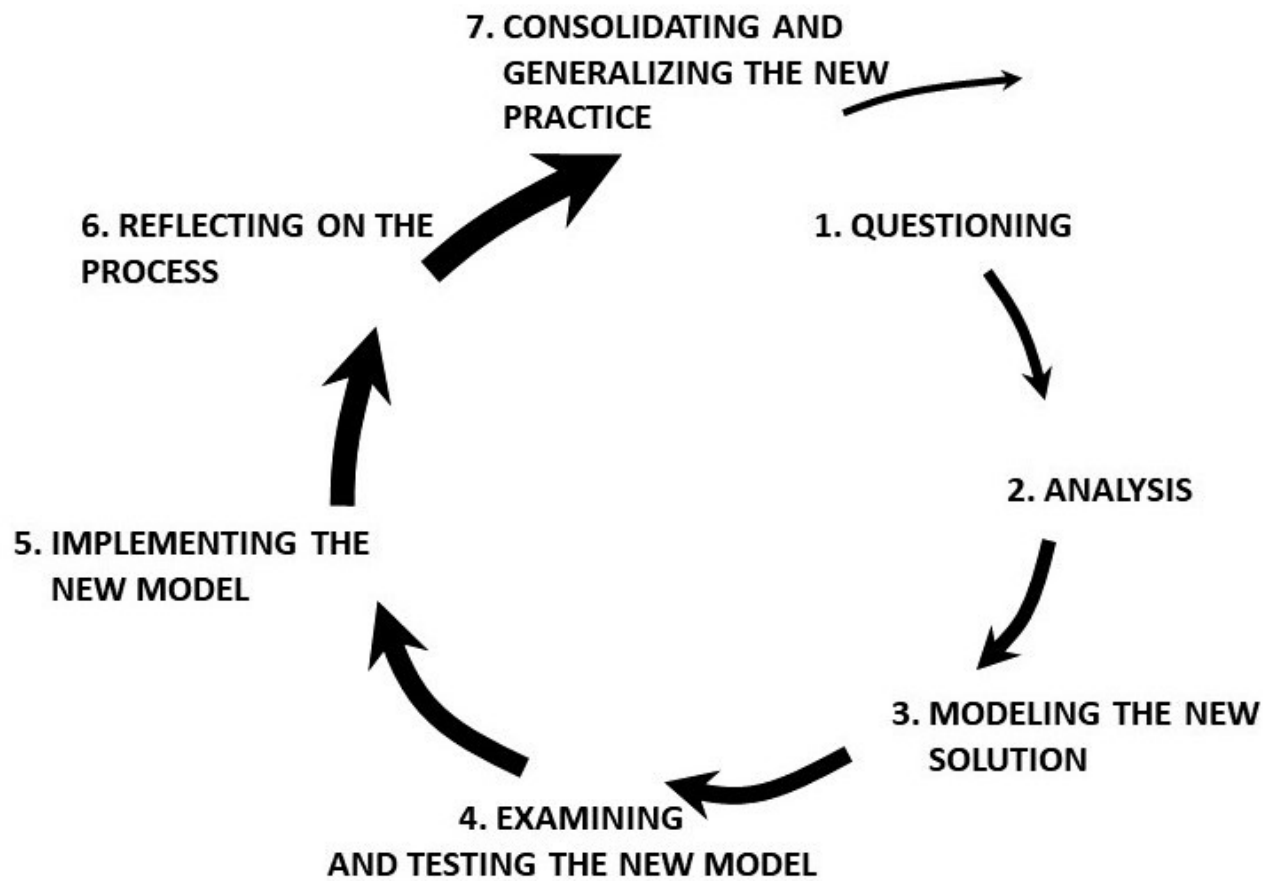 7. CONSOLIDATING AND
GENERALIZING THE NEW
PRACTICE
1. QUESTIONING
2. ANALYSIS
3. MODELING THE NEW
SOLUTION
4. EXAMINING
AND TESTING THE NEW MODEL
5. IMPLEMENTING THE
NEW MODEL
6. REFLECTING ON THE
PROCESS